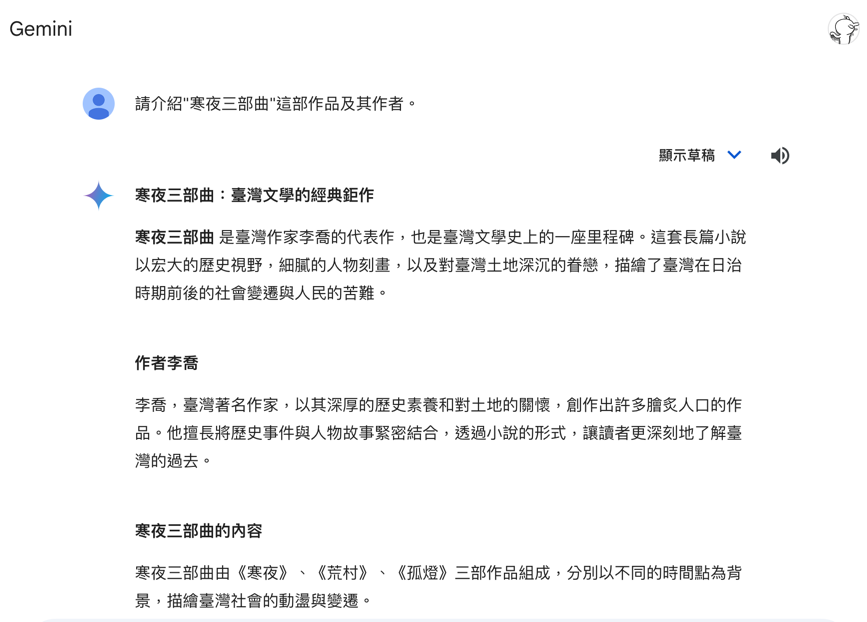 Gemini
請介紹"寒夜三部曲"這部作品及其作者。
顯示草稿
寒夜三部曲：臺灣文學的經典鉅作
寒夜三部曲 是臺灣作家李喬的代表作，也是臺灣文學史上的一座里程碑。這套長篇小說
以宏大的歷史視野，細膩的人物刻畫，以及對臺灣土地深沉的眷戀，描繪了臺灣在日治
時期前後的社會變遷與人民的苦難。
作者李喬
李喬，臺灣著名作家，以其深厚的歷史素養和對土地的關懷，創作出許多膾炙人口的作
品。他擅長將歷史事件與人物故事緊密結合，透過小說的形式，讓讀者更深刻地了解臺
灣的過去。
寒夜三部曲的內容
寒夜三部曲由《寒夜》、《荒村》、《孤燈》三部作品組成，分別以不同的時間點為背
景，描繪臺灣社會的動盪與變遷。